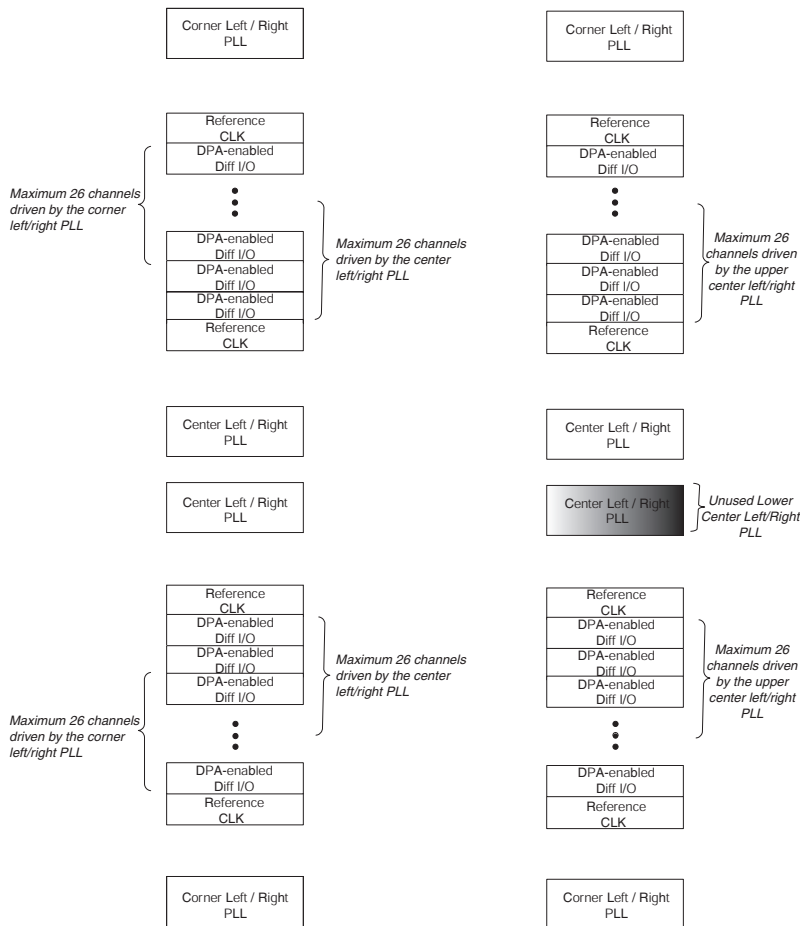 Corner Left / Right
PLL
Reference
CLK
DPA-enabled
Diff I/O
Maximum 26 channels
driven by the corner
left/right PLL
DPA-enabled
Diff I/O
DPA-enabled
Diff I/O
DPA-enabled
Diff I/O
Reference
CLK
Maximum 26 channels
driven by the center
left/right PLL
Center Left / Right
PLL
Center Left / Right
PLL
Reference
CLK
DPA-enabled
Diff I/O
DPA-enabled
Diff I/O
DPA-enabled
Diff I/O
Maximum 26 channels
driven by the center
left/right PLL
Maximum 26 channels
driven by the corner
left/right PLL
DPA-enabled
Diff I/O
Reference
CLK
Corner Left / Right
PLL
Corner Left / Right
PLL
Reference
CLK
DPA-enabled
Diff I/O
DPA-enabled
Diff I/O
DPA-enabled
Diff I/O
DPA-enabled
Diff I/O
Reference
CLK
Maximum 26
channels driven
by the upper
center left/right
PLL
Center Left / Right
PLL
Center Left / Right
PLL
Unused Lower
Center Left/Right
PLL
Reference
CLK
DPA-enabled
Diff I/O
DPA-enabled
Diff I/O
DPA-enabled
Diff I/O
Maximum 26
channels driven
by the upper
center left/right
PLL
DPA-enabled
Diff I/O
Reference
CLK
Corner Left / Right
PLL